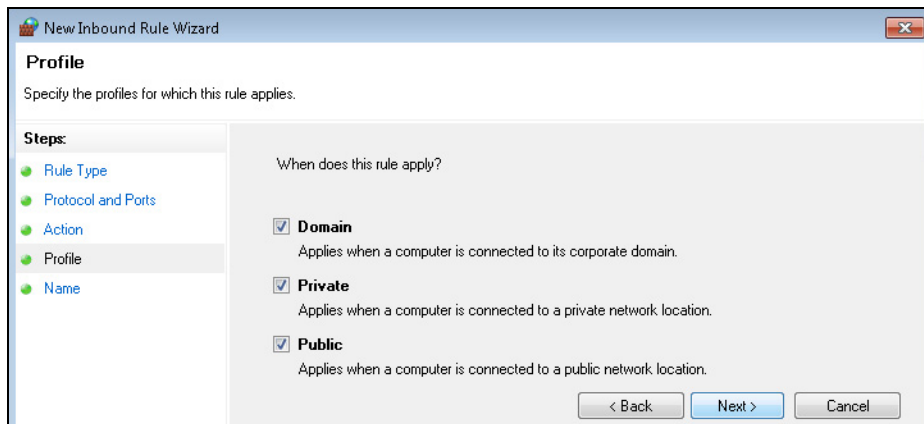 New Inbound Rule Wizard
Profile
Specify the profiles for which this rule applies.
Steps:
Rule Type
Protocol and Ports
Action
Profile
Name
When does this rule apply?
Domain
Applies when a computer is connected to its corporate domain.
Private
Applies when a computer is connected to a private network location.
Public
Applies when a computer is connected to a public network location.
< Back
Next >
Cancel